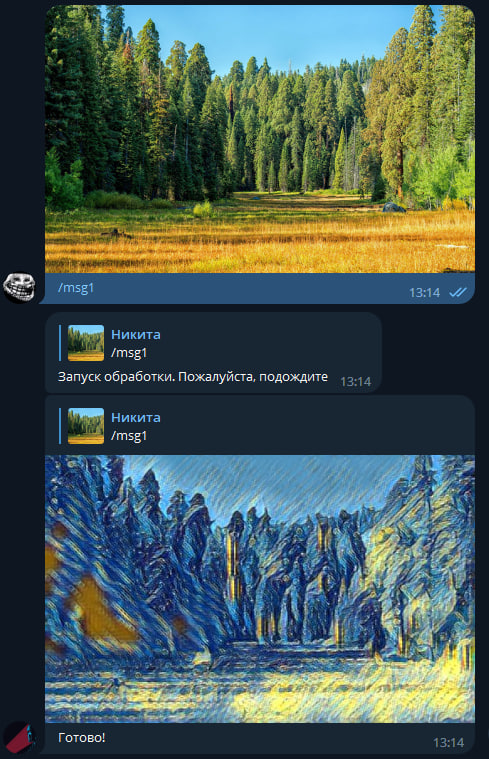 /msg1
13:14
Никита
/msg1
Запуск обработки. Пожалуйста, подождите 13:14
Никита
/msg1
Готово!
13:14